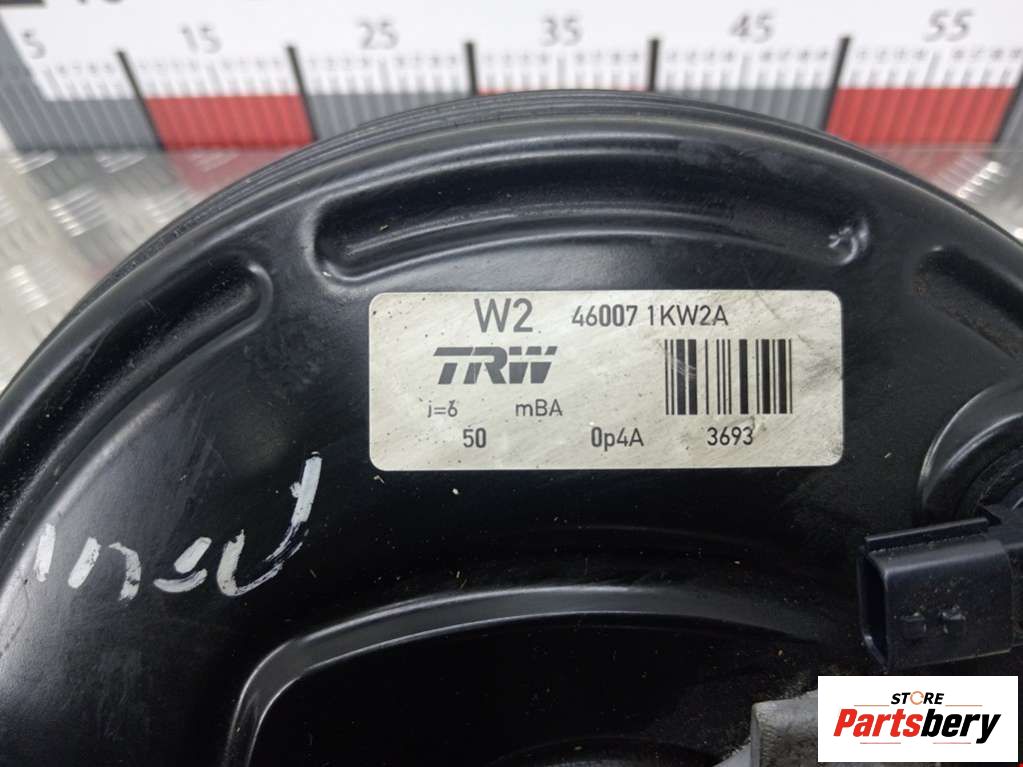 5 15 25 35 45 55
W2 46007 1KW2A
TRW
i=6 mBA
50 0p4A 3693
STORE
Partsbery